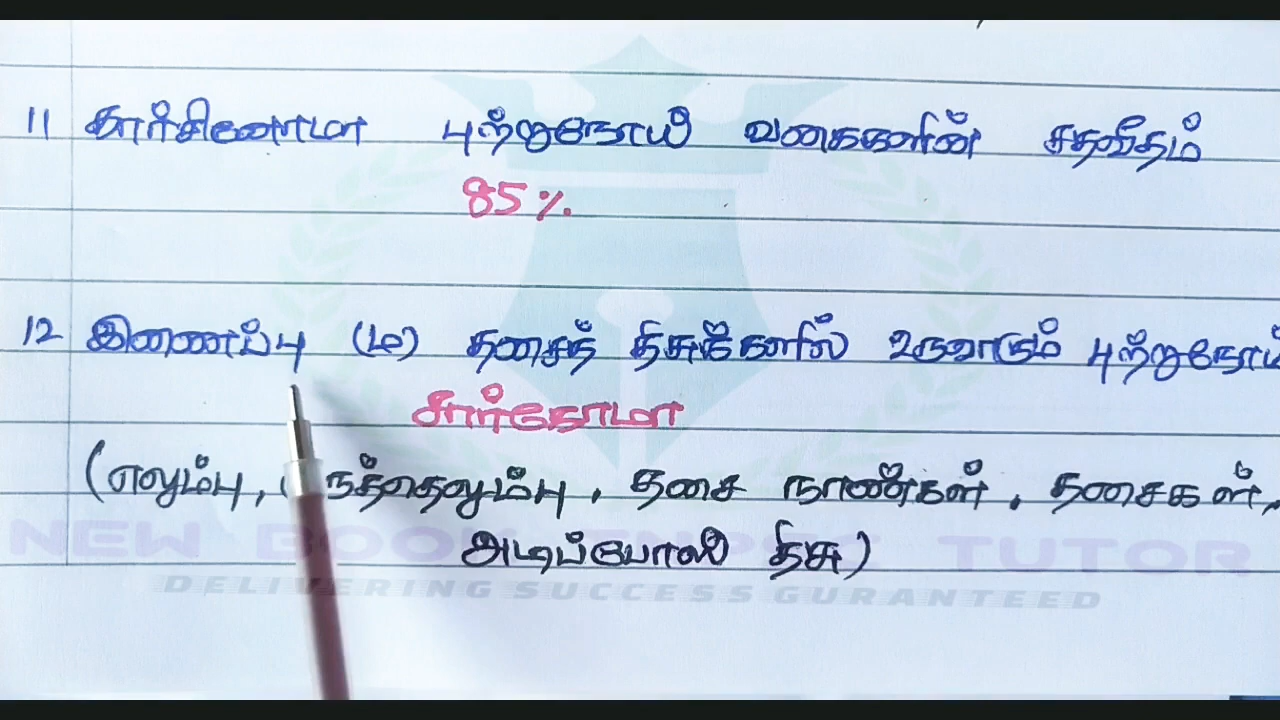 11 கார்சினோமா புற்றுநோய் வகைகளின் சதவீதம்
85%
12 இணைப்பு (ம) தசைத் திசுக்களில் உருவாகும் புற்றுநோய்
சார்கோமா
(எலும்பு, குருத்தெலும்பு, தசை நாண்கள், தசைகள்,
அடிப்போஸ் திசு)
NEW BOOK TNPSC TUTOR
DELIVERING SUCCESS GURANTEED